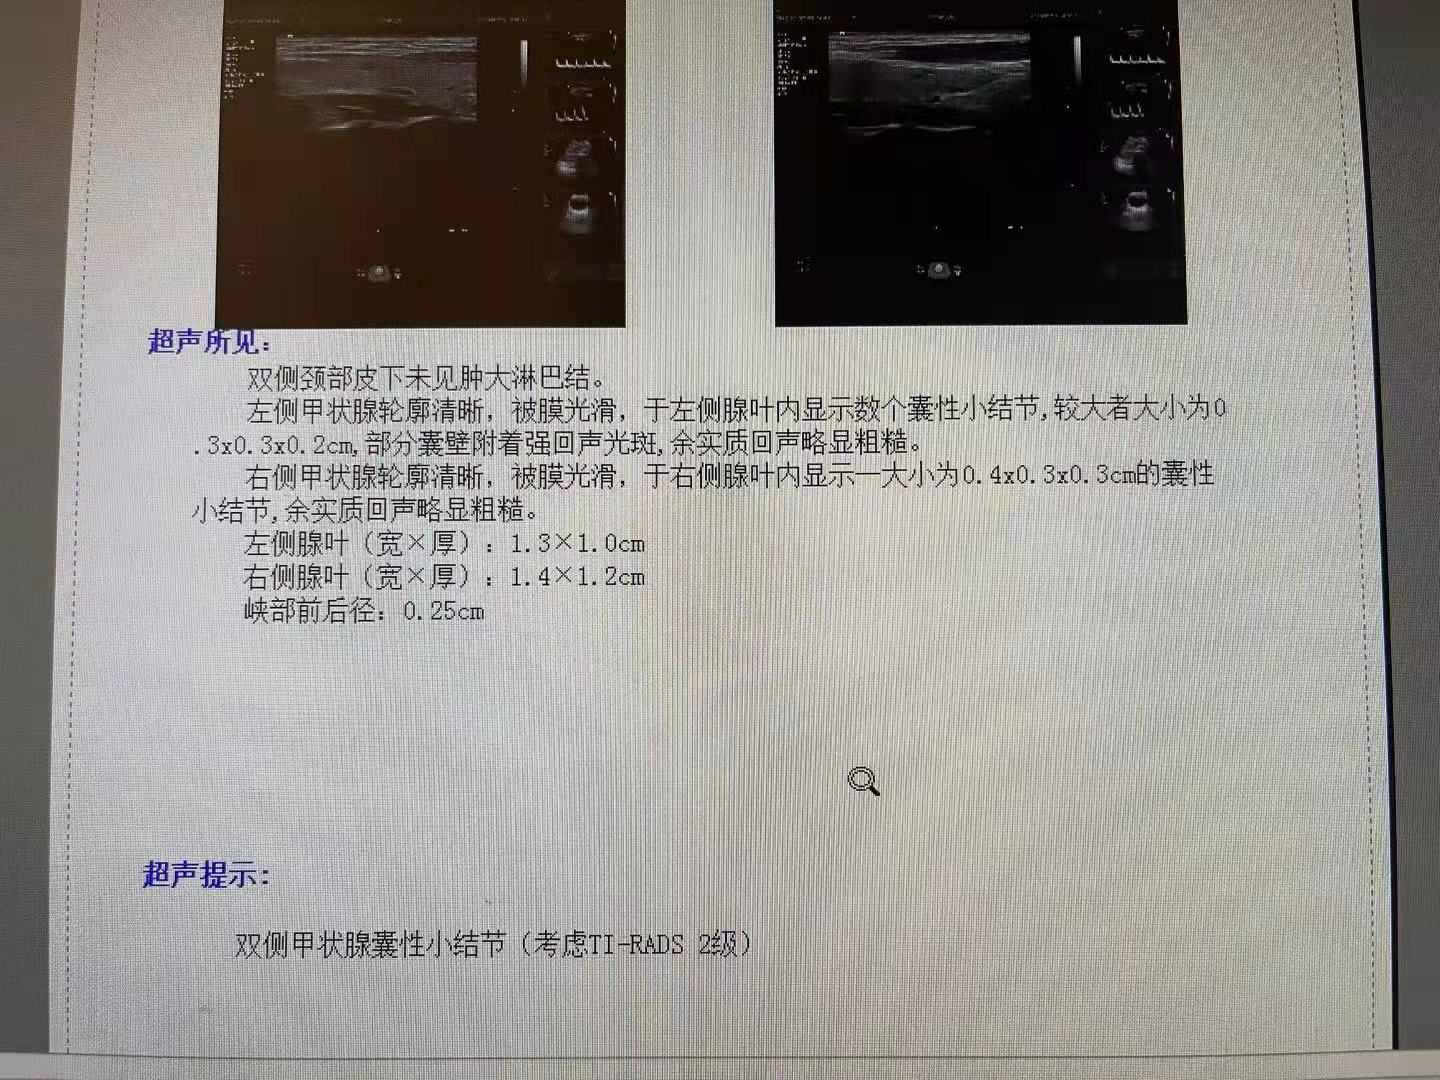 超声所见:
双侧颈部皮下未见肿大淋巴结。
左侧甲状腺轮廓清晰，被膜光滑，于左侧腺叶内显示数个囊性小结节,较大者大小为0
.3x0.3x0.2cm,部分囊壁附着强回声光斑,余实质回声略显粗糙。
右侧甲状腺轮廓清晰，被膜光滑，于右侧腺叶内显示一大小为0.4x0.3x0.3cm的囊性
小结节,余实质回声略显粗糙。
左侧腺叶（宽×厚）：1.3×1.0cm
右侧腺叶（宽×厚）：1.4×1.2cm
峡部前后径：0.25cm
超声提示:
双侧甲状腺囊性小结节（考虑TI-RADS 2级）